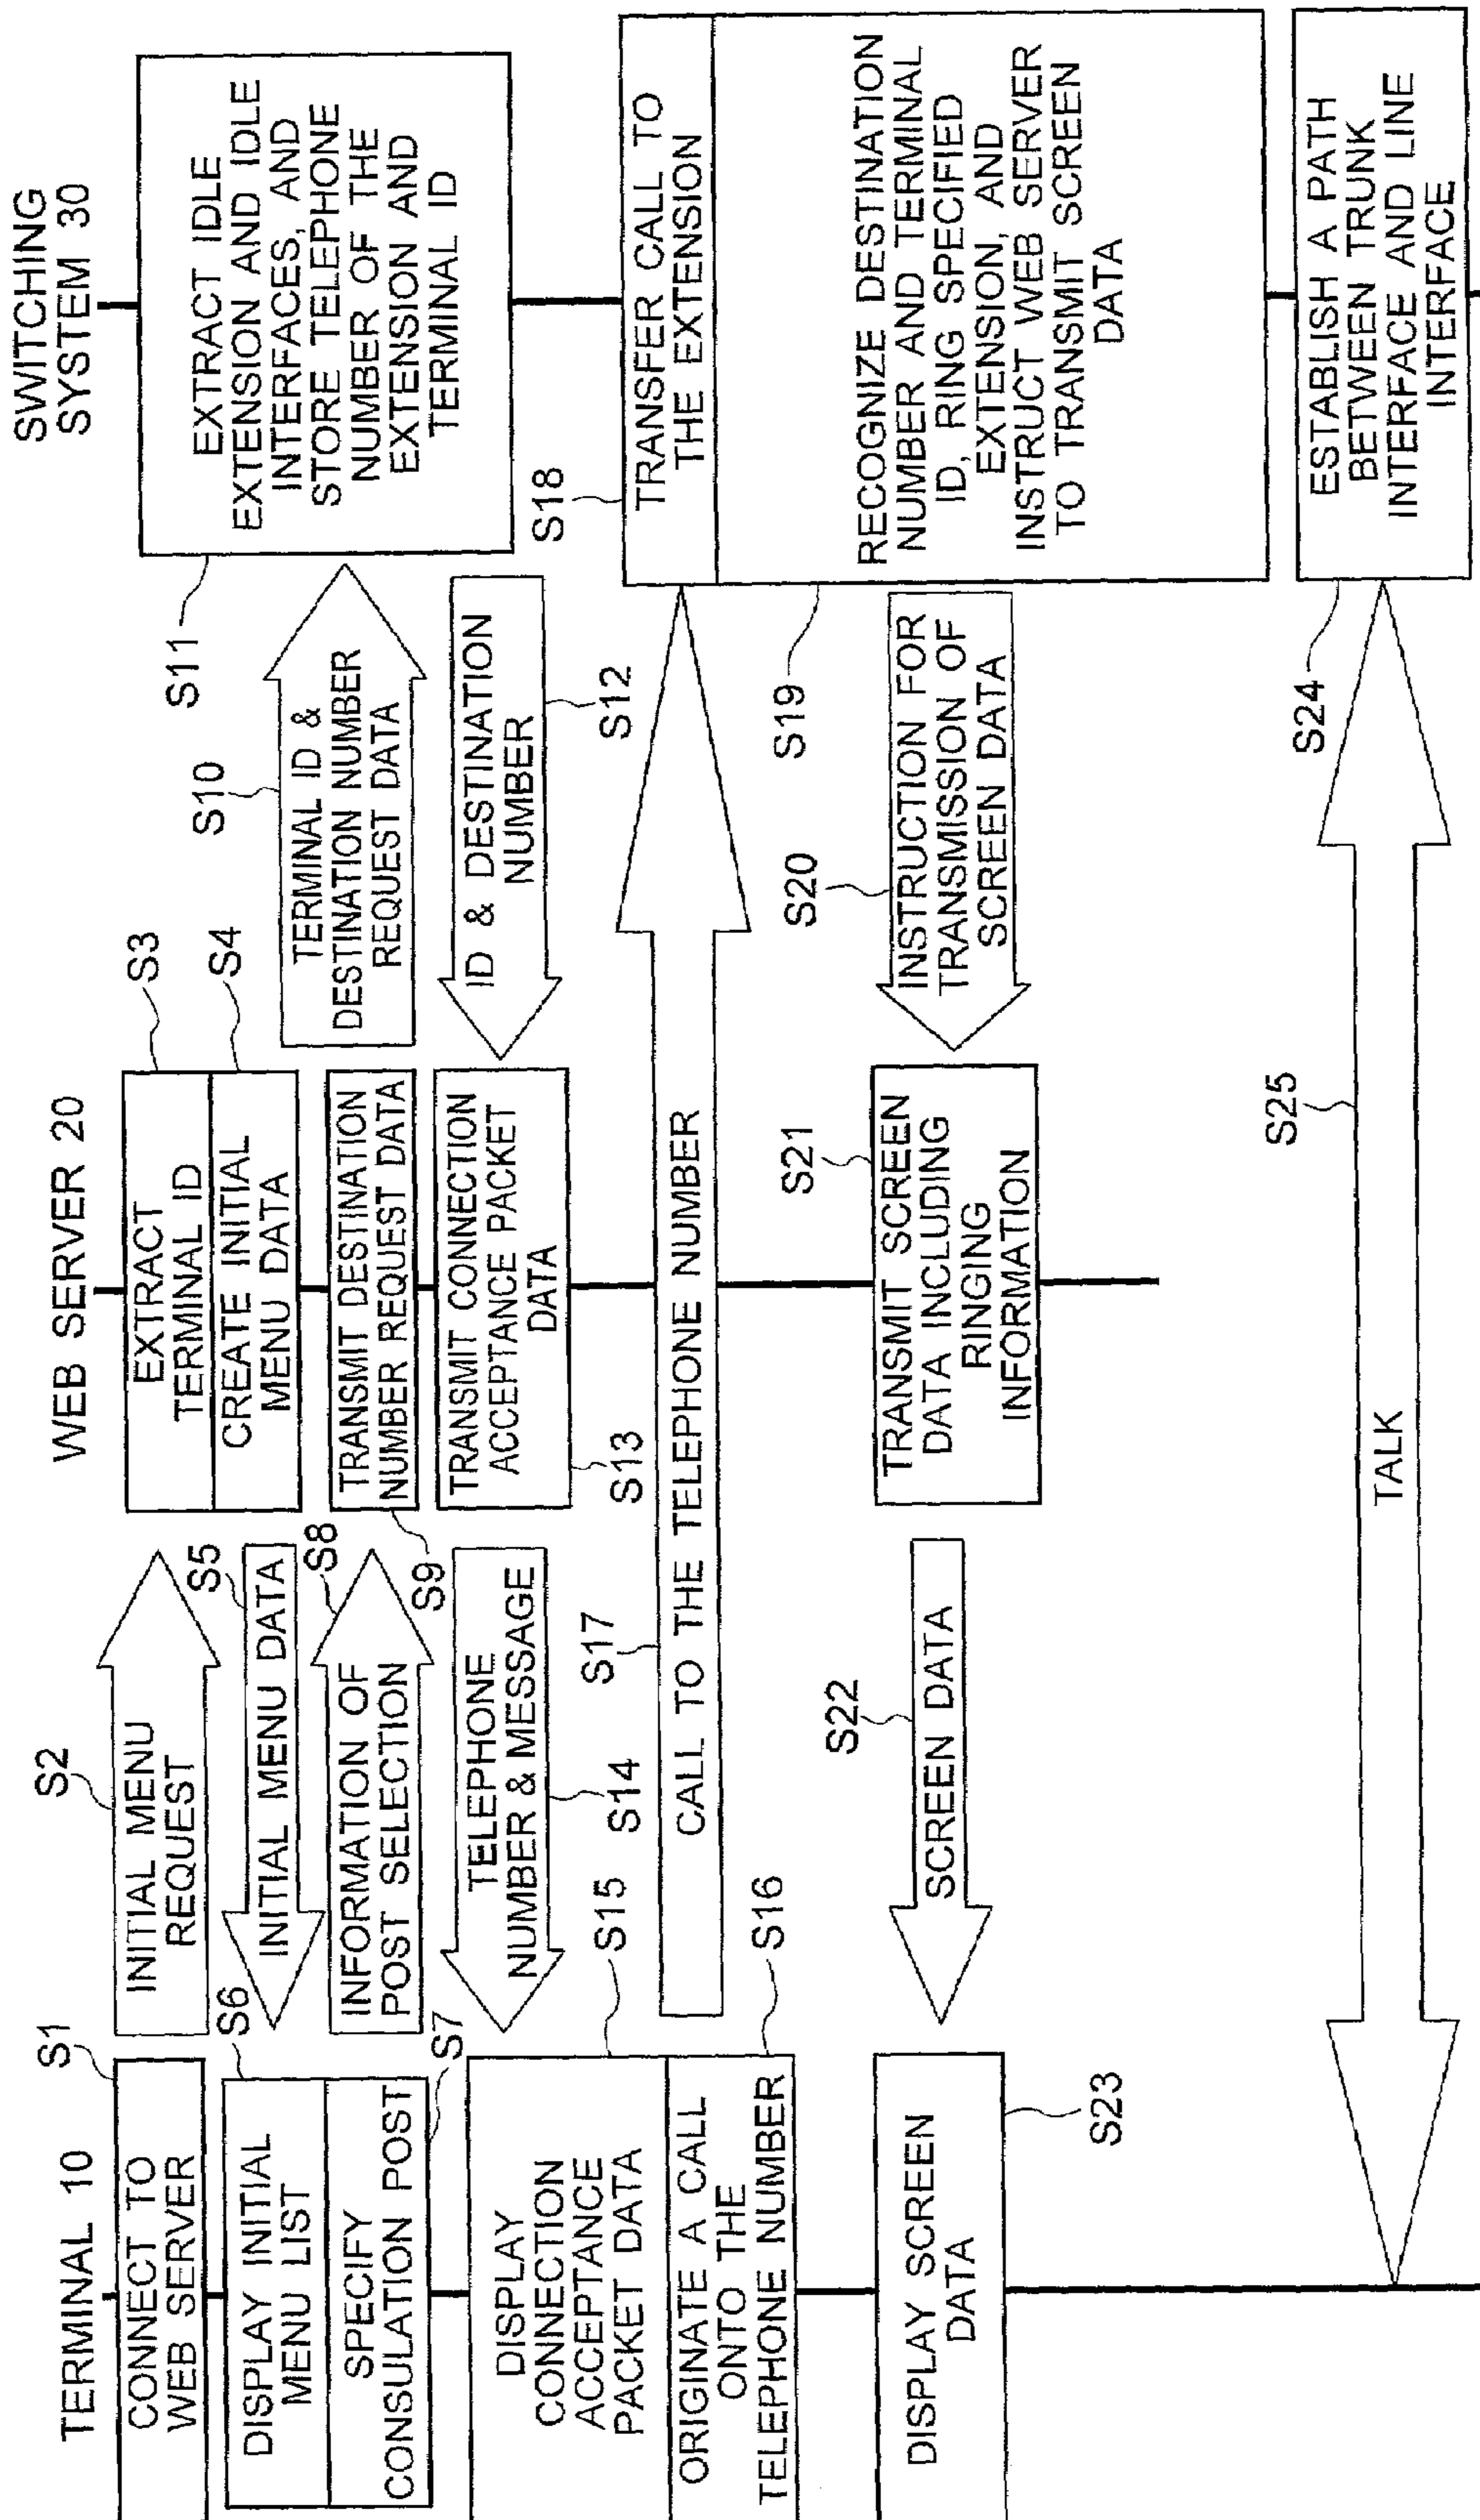 TERMINAL 10
WEB SERVER 20
SWITCHING
SYSTEM 30
S1
CONNECT TO
WEB SERVER
S2
INITIAL MENU
REQUEST
S3
EXTRACT
TERMINAL ID
S4
CREATE INITIAL
MENU DATA
S5
INITIAL MENU DATA
S6
DISPLAY INITIAL
MENU LIST
S7
SPECIFY
CONSULATION POST
S8
INFORMATION OF
POST SELECTION
S9
TRANSMIT DESTINATION
NUMBER REQUEST DATA
S10
TERMINAL ID &
DESTINATION NUMBER
REQUEST DATA
S11
EXTRACT IDLE
EXTENSION AND IDLE
INTERFACES, AND
STORE TELEPHONE
NUMBER OF THE
EXTENSION AND
TERMINAL ID
S12
ID & DESTINATION
NUMBER
S13
TRANSMIT CONNECTION
ACCEPTANCE PACKET
DATA
S14
TELEPHONE
NUMBER & MESSAGE
S15
DISPLAY
CONNECTION
ACCEPTANCE
PACKET DATA
S16
ORIGINATE A CALL
ONTO THE
TELEPHONE NUMBER
S17
CALL TO THE TELEPHONE NUMBER
S18
TRANSFER CALL TO
THE EXTENSION
S19
RECOGNIZE DESTINATION
NUMBER AND TERMINAL
ID, RING SPECIFIED
EXTENSION, AND
INSTRUCT WEB SERVER
TO TRANSMIT SCREEN
DATA
S20
INSTRUCTION FOR
TRANSMISSION OF
SCREEN DATA
S21
TRANSMIT SCREEN
DATA INCLUDING
RINGING
INFORMATION
S22
SCREEN DATA
S23
DISPLAY SCREEN
DATA
S24
ESTABLISH A PATH
BETWEEN TRUNK
INTERFACE AND LINE
INTERFACE
S25
TALK